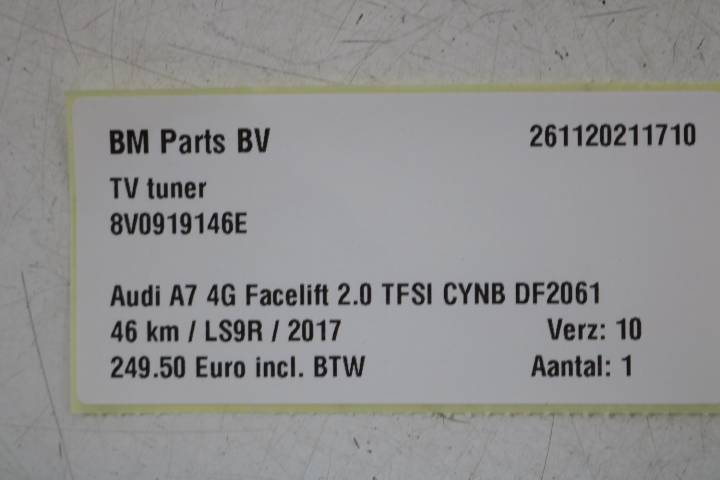 BM Parts BV 261120211710
TV tuner
8V0919146E
Audi A7 4G Facelift 2.0 TFSI CYNB DF2061
46 km / LS9R / 2017 Verz: 10
249.50 Euro incl. BTW Aantal: 1